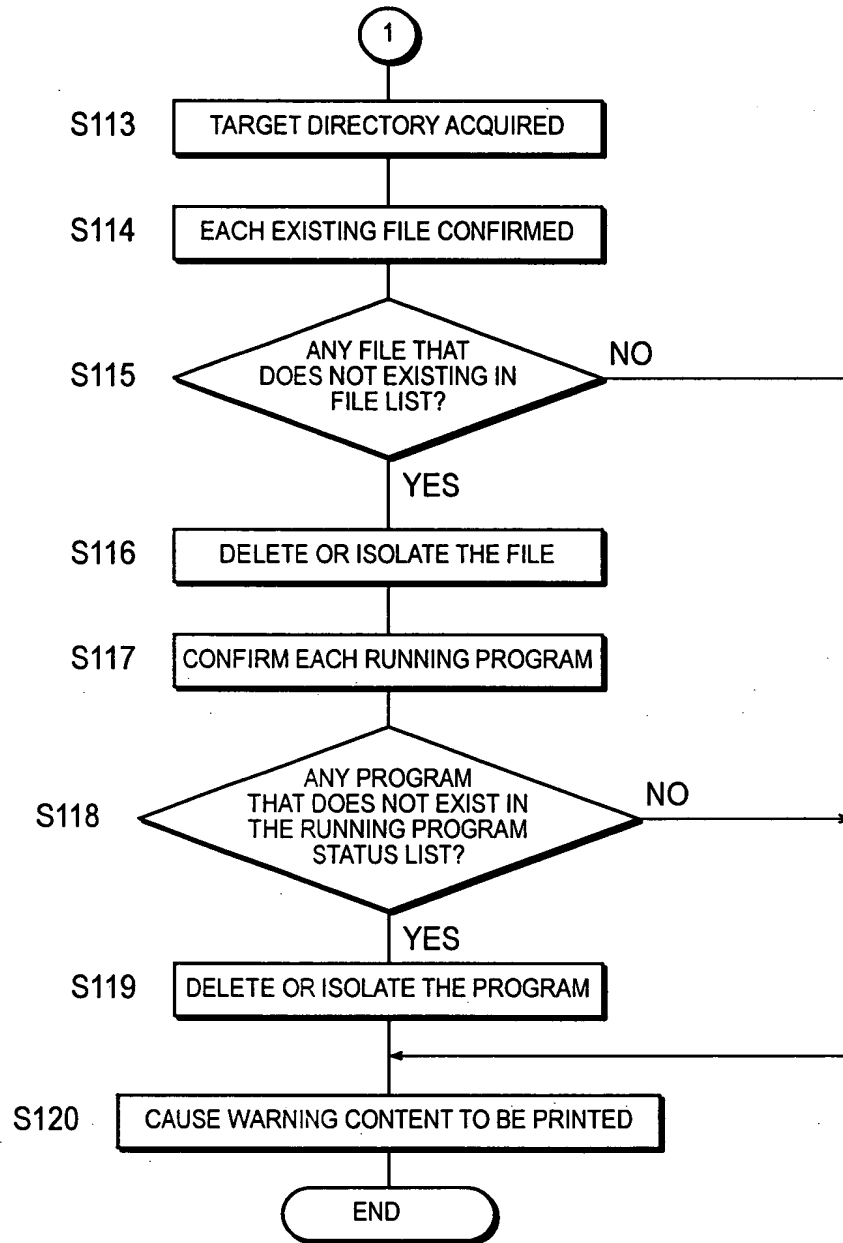 1
S113 TARGET DIRECTORY ACQUIRED
S114 EACH EXISTING FILE CONFIRMED
S115 ANY FILE THAT
DOES NOT EXISTING IN
FILE LIST?
NO
YES
S116 DELETE OR ISOLATE THE FILE
S117 CONFIRM EACH RUNNING PROGRAM
S118 ANY PROGRAM
THAT DOES NOT EXIST IN
THE RUNNING PROGRAM
STATUS LIST?
NO
YES
S119 DELETE OR ISOLATE THE PROGRAM
S120 CAUSE WARNING CONTENT TO BE PRINTED
END